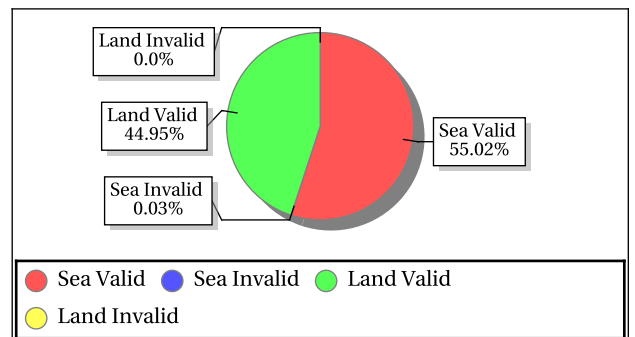 Land Invalid
0.0%
Land Valid
44.95%
Sea Valid
55.02%
Sea Invalid
0.03%
Sea Valid Sea Invalid Land Valid
Land Invalid